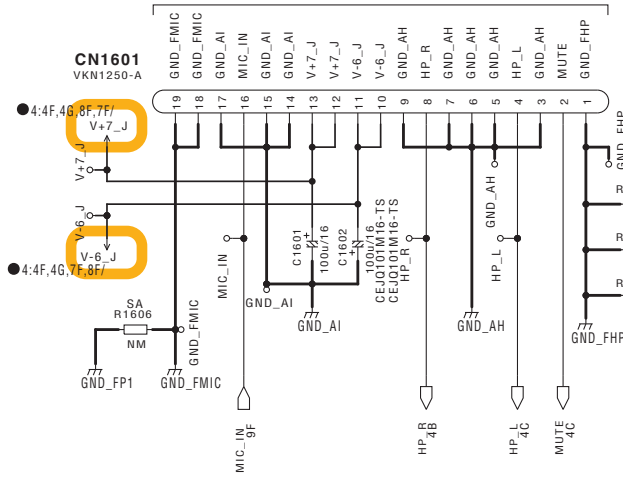 CN1601
VKN1250-A
GND_FMIC
GND_FMIC
GND_AI
MIC_IN
GND_AI
GND_AI
V+7_J
V+7_J
V-6_J
V-6_J
GND_AH
HP_R
GND_AH
GND_AH
GND_AH
HP_L
GND_AH
MUTE
GND_FHP
19
18
17
16
15
14
13
12
11
10
9
8
7
6
5
4
3
2
1
4:4F,4G,8F,7F/
V+7_J
V+7_J
V-6_J
V-6_J
4:4F,4G,7F,8F/
MIC_IN
GND_AI
C1601
100u/16
+
C1602
100u/16
+
CEJQ101M16-TS
CEJQ101M16-TS
HP_R
GND_AH
HP_L
GND_FHP
R
R
R
SA
R1606
NM
GND_FMIC
GND_FP1
GND_FMIC
GND_AI
GND_AH
GND_FHP
MIC_IN
9F
HP_R
4B
HP_L
4C
MUTE
4C